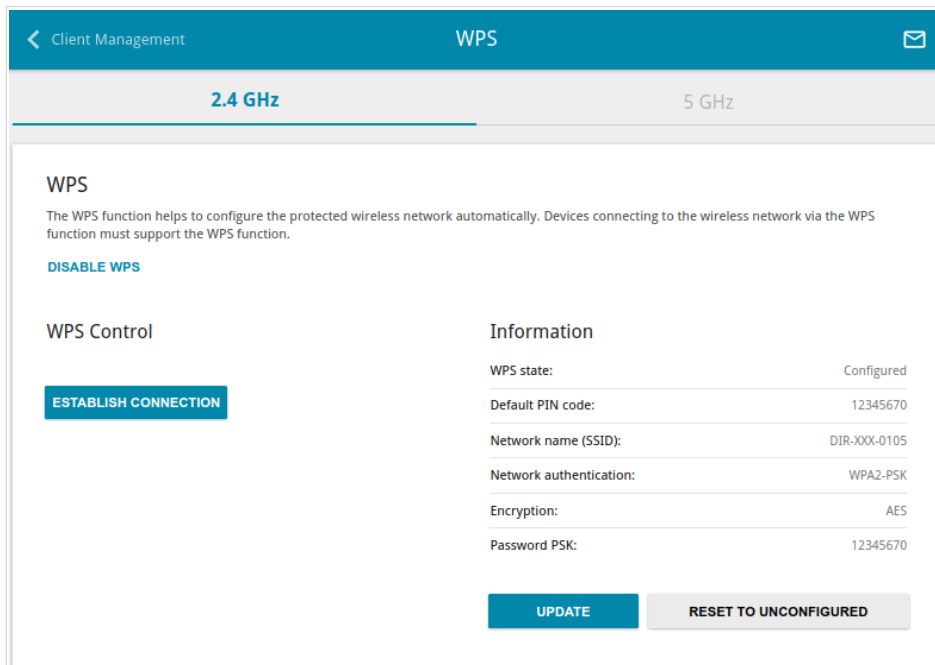 Client Management
WPS
2.4 GHz
5 GHz
WPS
The WPS function helps to configure the protected wireless network automatically. Devices connecting to the wireless network via the WPS
function must support the WPS function.
DISABLE WPS
WPS Control
ESTABLISH CONNECTION
Information
WPS state: Configured
Default PIN code: 12345670
Network name (SSID): DIR-XXX-0105
Network authentication: WPA2-PSK
Encryption: AES
Password PSK: 12345670
UPDATE
RESET TO UNCONFIGURED